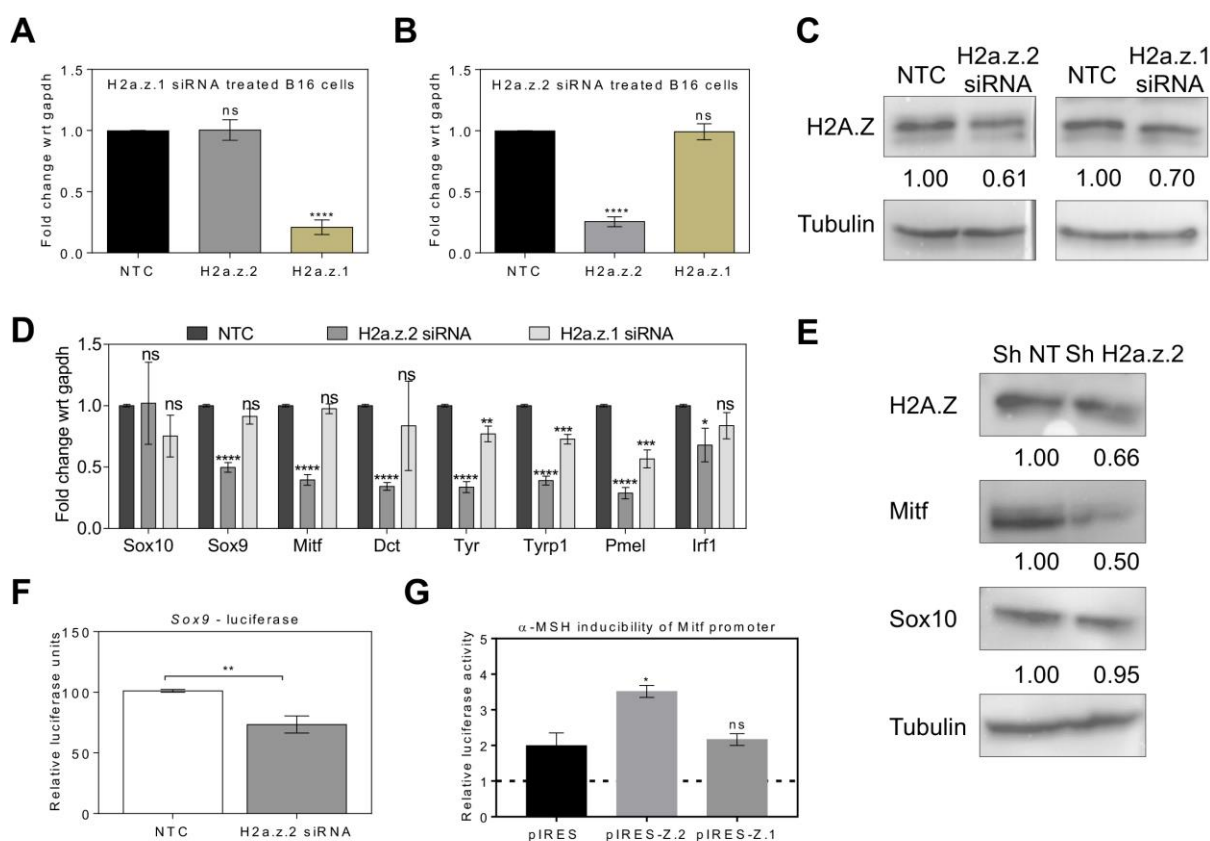 A
Fold change wrt gapdh
1.5
1.0
0.5
0.0
H2a.z.1 siRNA treated B16 cells
ns
****
NTC
H2a.z.2
H2a.z.1
B
Fold change wrt gapdh
1.5
1.0
0.5
0.0
H2a.z.2 siRNA treated B16 cells
****
ns
NTC
H2a.z.2
H2a.z.1
C
NTC
H2a.z.2
siRNA
NTC
H2a.z.1
siRNA
H2A.Z
1.00 0.61 1.00 0.70
Tubulin
D
NTC
H2a.z.2 siRNA
H2a.z.1 siRNA
Fold change wrt gapdh
1.5
1.0
0.5
0.0
ns ns
**** ns
**** ns
**** ns
**** **
**** ***
**** ***
* ns
Sox10 Sox9 Mitf Dct Tyr Tyrp1 Pmel Irf1
E
Sh NT Sh H2a.z.2
H2A.Z
1.00 0.66
Mitf
1.00 0.50
Sox10
1.00 0.95
Tubulin
F
Sox9 - luciferase
Relative luciferase units
150
100
50
0
**
NTC
H2a.z.2 siRNA
G
α-MSH inducibility of Mitf promoter
Relative luciferase activity
5
4
3
2
1
0
*
ns
pIRES
pIRES-Z.2
pIRES-Z.1